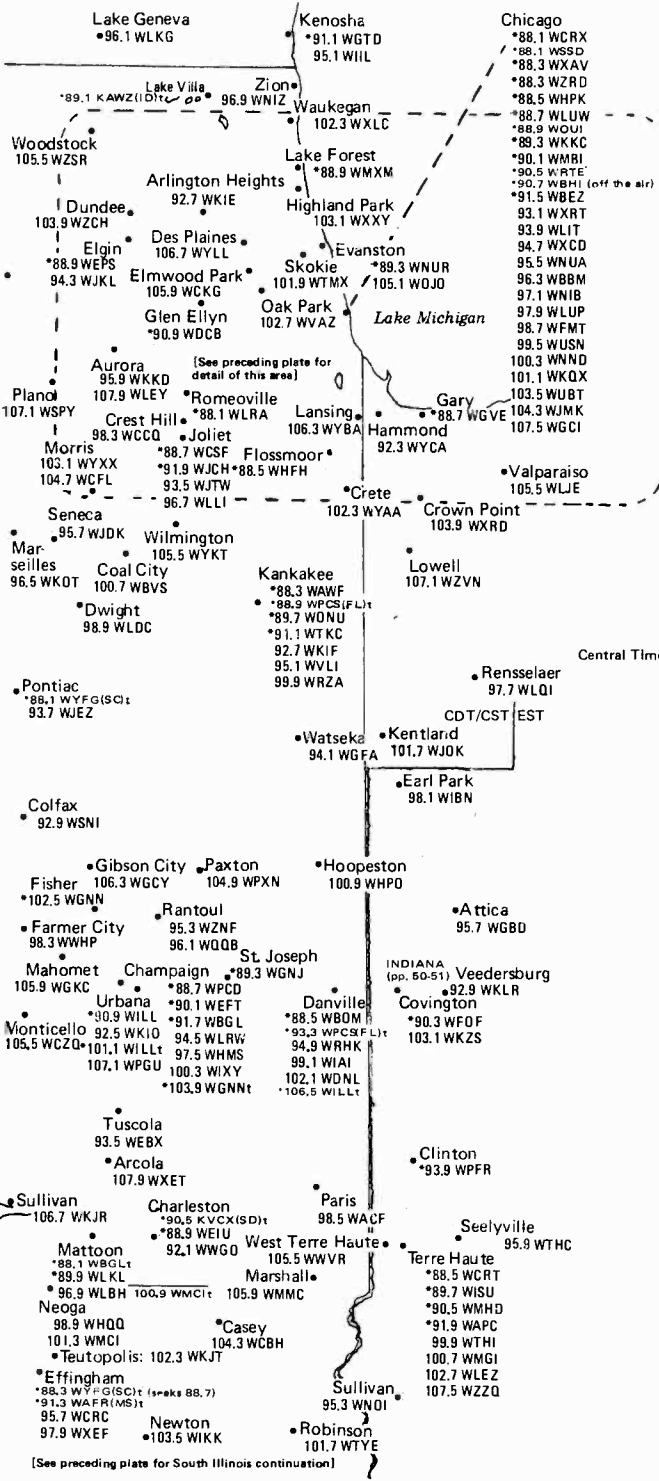 Lake Geneva
•96.1 WLKG
Kenosha
*91.1 WGTD
95.1 WIIL
Chicago
*88.1 WCRX
*88.1 WSSD
*88.3 WXAV
*88.3 WZRD
*88.5 WHPK
*88.7 WLUW
*88.9 WOUI
*89.3 WKKC
*90.1 WMBI
*90.5 WRTE
*90.7 WBHI (off the air)
*91.5 WBEZ
93.1 WXRT
93.9 WLIT
94.7 WXCD
95.5 WNUA
96.3 WBBM
97.1 WNIB
97.9 WLUP
98.7 WFMT
99.5 WUSN
100.3 WNND
101.1 WKQX
103.5 WUBT
104.3 WJMK
107.5 WGCI
Lake Villa
*89.1 KAWZ(ID)t
Zion
96.9 WNIZ
Waukegan
102.3 WXLC
Woodstock
105.5 WZSR
Lake Forest
*88.9 WMXM
Arlington Heights
92.7 WKIE
Highland Park
103.1 WXXY
Dundee
103.9 WZCH
Elgin
*88.9 WEPS
94.3 WJKL
Des Plaines
106.7 WYLL
Evanston
*89.3 WNUR
105.1 WOJO
Skokie
101.9 WTMX
Elmwood Park
105.9 WCKG
Oak Park
102.7 WVAZ
Lake Michigan
Glen Ellyn
*90.9 WDCB
Aurora
95.9 WKKD
107.9 WLEY
[See preceding plate for
detail of this area]
Plano
107.1 WSPY
Romeoville
*88.1 WLRA
Lansing
106.3 WYBA
Hammond
92.3 WYCA
Gary
*88.7 WGVE
Crest Hill
98.3 WCCQ
Joliet
*88.7 WCSF
*91.9 WJCH
93.5 WJTW
96.7 WLLI
Flossmoor
*88.5 WHFH
Morris
103.1 WYXX
104.7 WCFL
Valparaiso
105.5 WLJE
Crete
102.3 WYAA
Crown Point
103.9 WXRD
Seneca
95.7 WJDK
Wilmington
105.5 WYKT
Mar-
seilles
96.5 WKOT
Coal City
100.7 WBVS
Lowell
107.1 WZVN
Kankakee
*88.3 WAWF
*88.9 WPCS(FL)t
*89.7 WONU
*91.1 WTKC
92.7 WKIF
95.1 WVLI
99.9 WRZA
Dwight
98.9 WLDC
Central Time
Rensselaer
97.7 WLQI
Pontiac
*88.1 WYFG(SC)t
93.7 WJEZ
CDT/CST EST
Watseka
94.1 WGFA
Kentland
101.7 WJOK
Earl Park
98.1 WIBN
Colfax
92.9 WSNI
Gibson City
106.3 WGCY
Paxton
104.9 WPXN
Hoopeston
100.9 WHPO
Fisher
*102.5 WGNN
Rantoul
95.3 WZNF
96.1 WQQB
Attica
95.7 WGBD
Farmer City
98.3 WWHP
St. Joseph
*89.3 WGNJ
Mahomet
105.9 WGKC
INDIANA
(pp. 50-51)
Veedersburg
92.9 WKLR
Champaign
*88.7 WPCD
*90.1 WEFT
*91.7 WBGL
94.5 WLRW
97.5 WHMS
100.3 WIXY
*103.9 WGNNt
Urbana
*90.9 WILL
92.5 WKIO
*101.1 WILLt
107.1 WPGU
Danville
*88.5 WBOM
*93.3 WPCS(FL)t
94.9 WRHK
99.1 WIAI
102.1 WDNL
*106.5 WILLt
Covington
*90.3 WFOF
103.1 WKZS
Monticello
105.5 WCZQ
Tuscola
93.5 WEBX
Arcola
107.9 WXET
Clinton
*93.9 WPFR
Sullivan
106.7 WKJR
Charleston
*90.5 KVCX(SD)t
*88.9 WEIU
92.1 WWGO
Paris
98.5 WACF
Seelyville
95.9 WTHC
West Terre Haute
105.5 WWVR
Mattoon
*88.1 WBGLt
*89.9 WLKL
96.9 WLBH
100.9 WMCIt
Marshall
105.9 WMMC
Terre Haute
*88.5 WCRT
*89.7 WISU
*90.5 WMHD
*91.9 WAPC
99.9 WTHI
100.7 WMGI
102.7 WLEZ
107.5 WZZQ
Neoga
98.9 WHQQ
101.3 WMCI
Casey
104.3 WCBH
Teutopolis: 102.3 WKJT
Effingham
*88.3 WYFG(SC)t (seeks 88.7)
*91.3 WAFR(MS)t
95.7 WCRC
97.9 WXEF
Sullivan
95.3 WNOI
Newton
103.5 WIKK
Robinson
101.7 WTYE
[See preceding plate for South Illinois continuation]